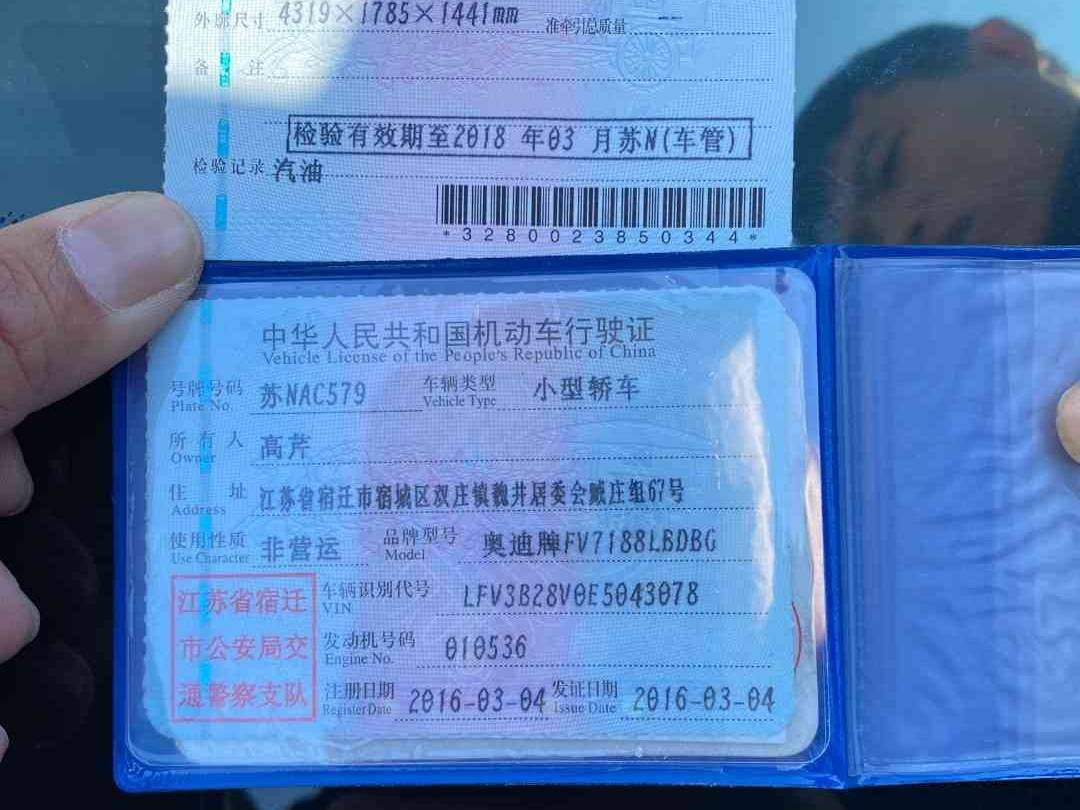 外廓尺寸 4319×1785×1441mm 准牵引总质量 --
备注
检验有效期至2018 年03 月苏N(车管)
检验记录 汽油
*3280023850344*
中华人民共和国机动车行驶证
Vehicle License of the People's Republic of China
号牌号码 苏NAC579 车辆类型 小型轿车
Plate No. Vehicle Type
所有人 高芹
Owner
住址 江苏省宿迁市宿城区双庄镇魏井居委会臧庄组67号
Address
使用性质 非营运 品牌型号 奥迪牌FV7188LBDBG
Use Character Model
江苏省宿迁
市公安局交
通警察支队
车辆识别代号 LFV3B28V0E5043078
VIN
发动机号码 010536
Engine No.
注册日期 2016-03-04 发证日期 2016-03-04
Register Date Issue Date